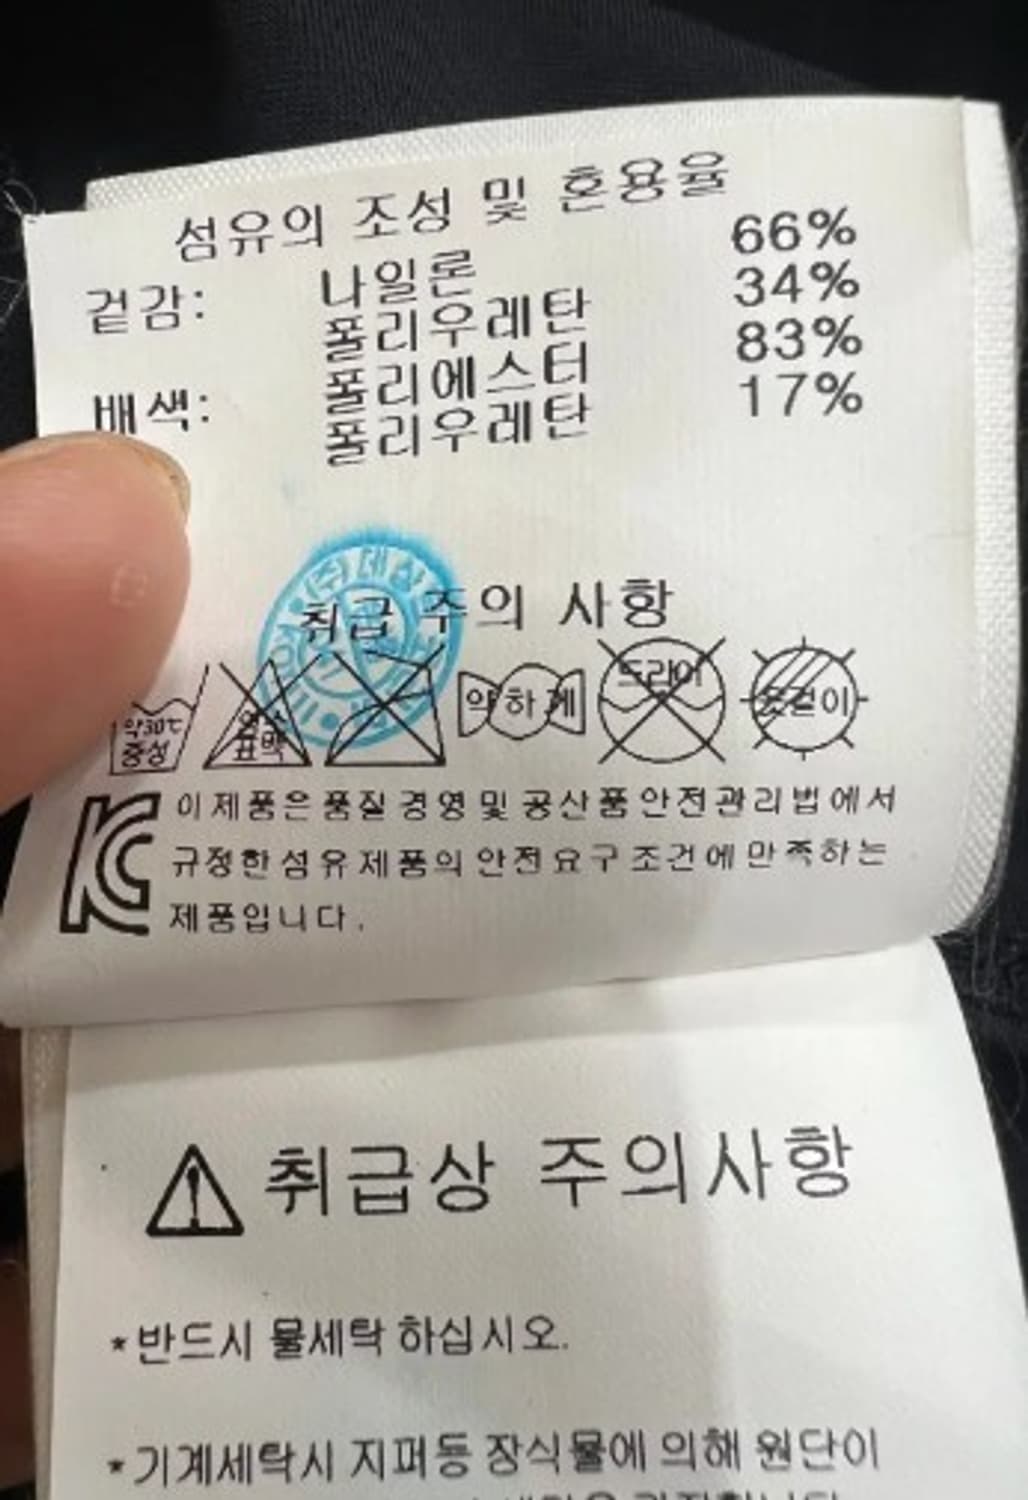 섬유의 조성 및 혼용율
겉감: 나일론 66%
폴리우레탄 34%
배색: 폴리에스터 83%
폴리우레탄 17%
취급 주의 사항
약30℃ 중성
염소 표백
약하게
드라이
옷걸이
이 제품은 품질 경영및 공산품안전관리법에서
규정한 섬유제품의 안전요구조건에만족하는
제품입니다.
취급상 주의사항
*반드시 물세탁 하십시오.
*기계세탁시 지퍼등 장식물에 의해 원단이